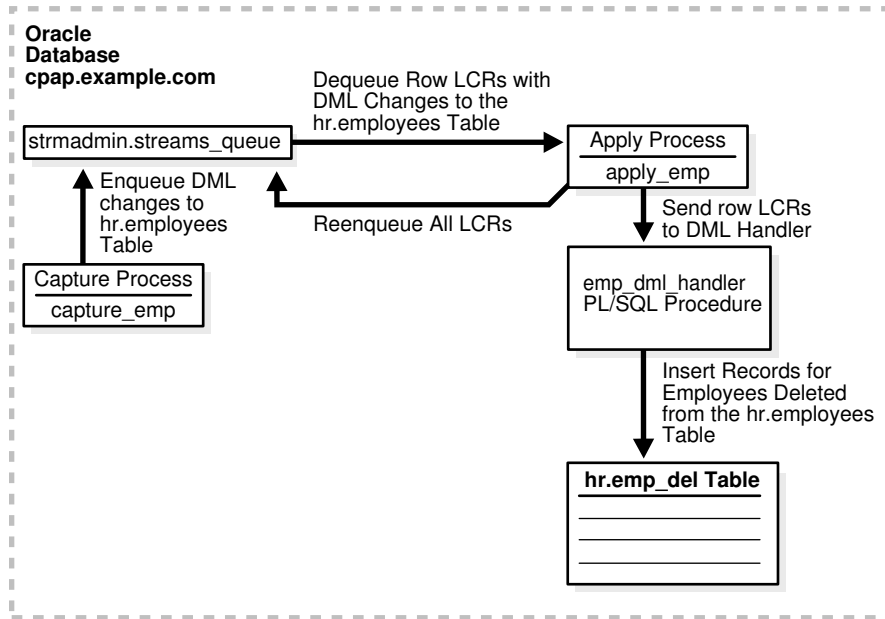 Oracle
Database
cpap.example.com
Dequeue Row LCRs with
DML Changes to the
hr.employees Table
strmadmin.streams_queue
Apply Process
apply_emp
Enqueue DML
changes to
hr.employees
Table
Reenqueue All LCRs
Send row LCRs
to DML Handler
Capture Process
capture_emp
emp_dml_handler
PL/SQL Procedure
Insert Records for
Employees Deleted
from the hr.employees
Table
hr.emp_del Table